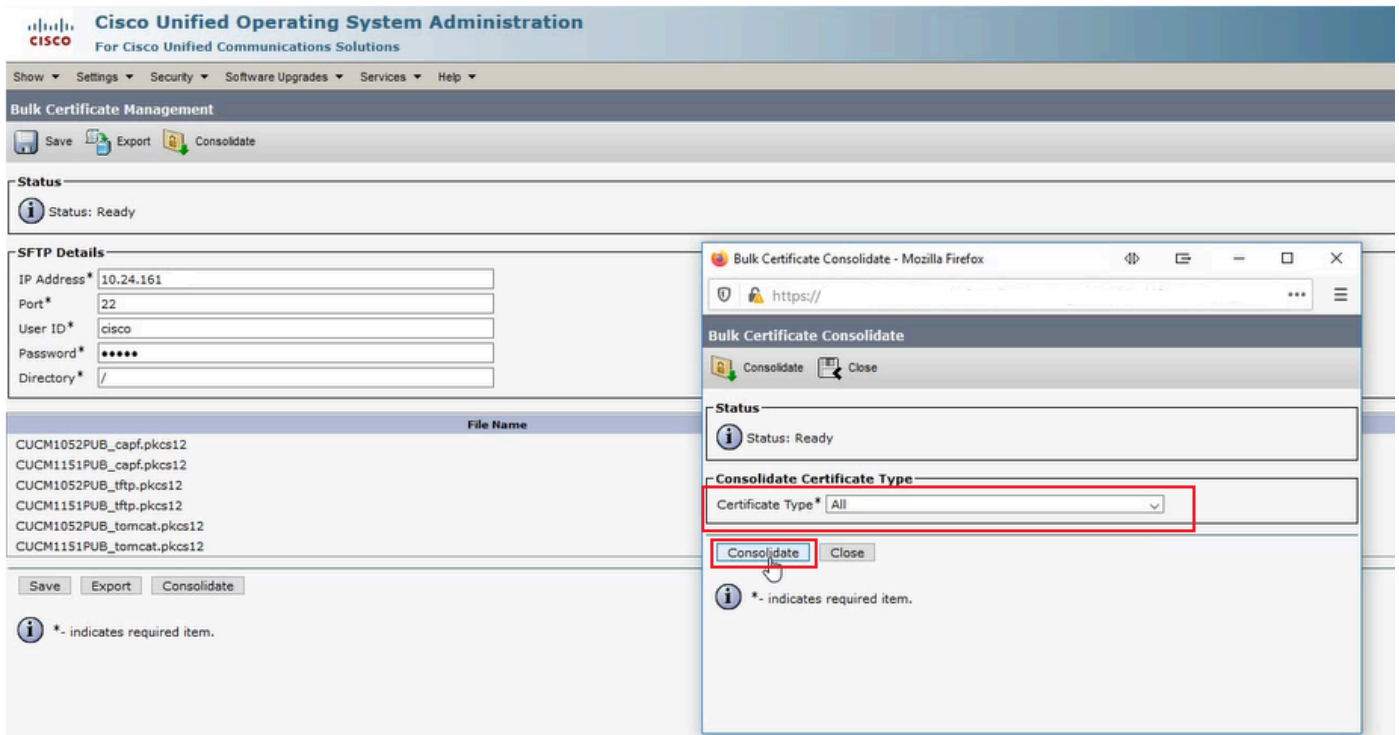 CISCO
Cisco Unified Operating System Administration
For Cisco Unified Communications Solutions
Show Settings Security Software Upgrades Services Help
Bulk Certificate Management
Save Export Consolidate
Status
Status: Ready
SFTP Details
IP Address* 10.24.161
Port* 22
User ID* cisco
Password* •••••
Directory* /
File Name
CUCM1052PUB_capf.pkcs12
CUCM1151PUB_capf.pkcs12
CUCM1052PUB_tftp.pkcs12
CUCM1151PUB_tftp.pkcs12
CUCM1052PUB_tomcat.pkcs12
CUCM1151PUB_tomcat.pkcs12
Save Export Consolidate
*- indicates required item.
Bulk Certificate Consolidate - Mozilla Firefox
https://
Bulk Certificate Consolidate
Consolidate Close
Status
Status: Ready
Consolidate Certificate Type
Certificate Type* All
Consolidate Close
*- indicates required item.